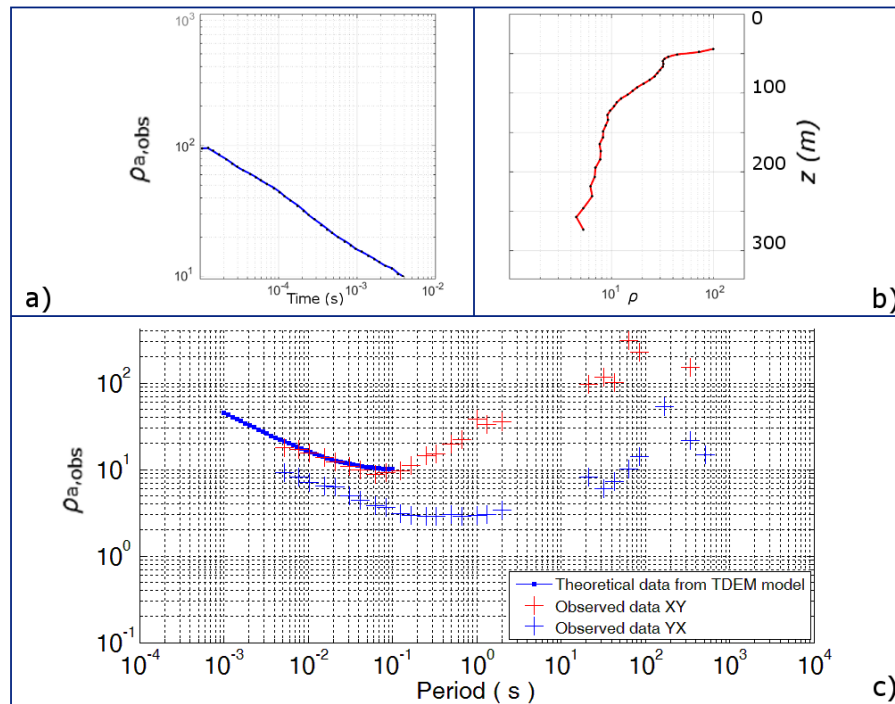 10³
10²
10¹
ρa,obs
10⁻⁴
10⁻³
10⁻²
Time (s)
a)
0
100
200
300
z (m)
10¹
10²
ρ
b)
10²
10¹
10⁰
10⁻¹
ρa,obs
Theoretical data from TDEM model
Observed data XY
Observed data YX
10⁻⁴
10⁻³
10⁻²
10⁻¹
10⁰
10¹
10²
10³
10⁴
Period ( s )
c)